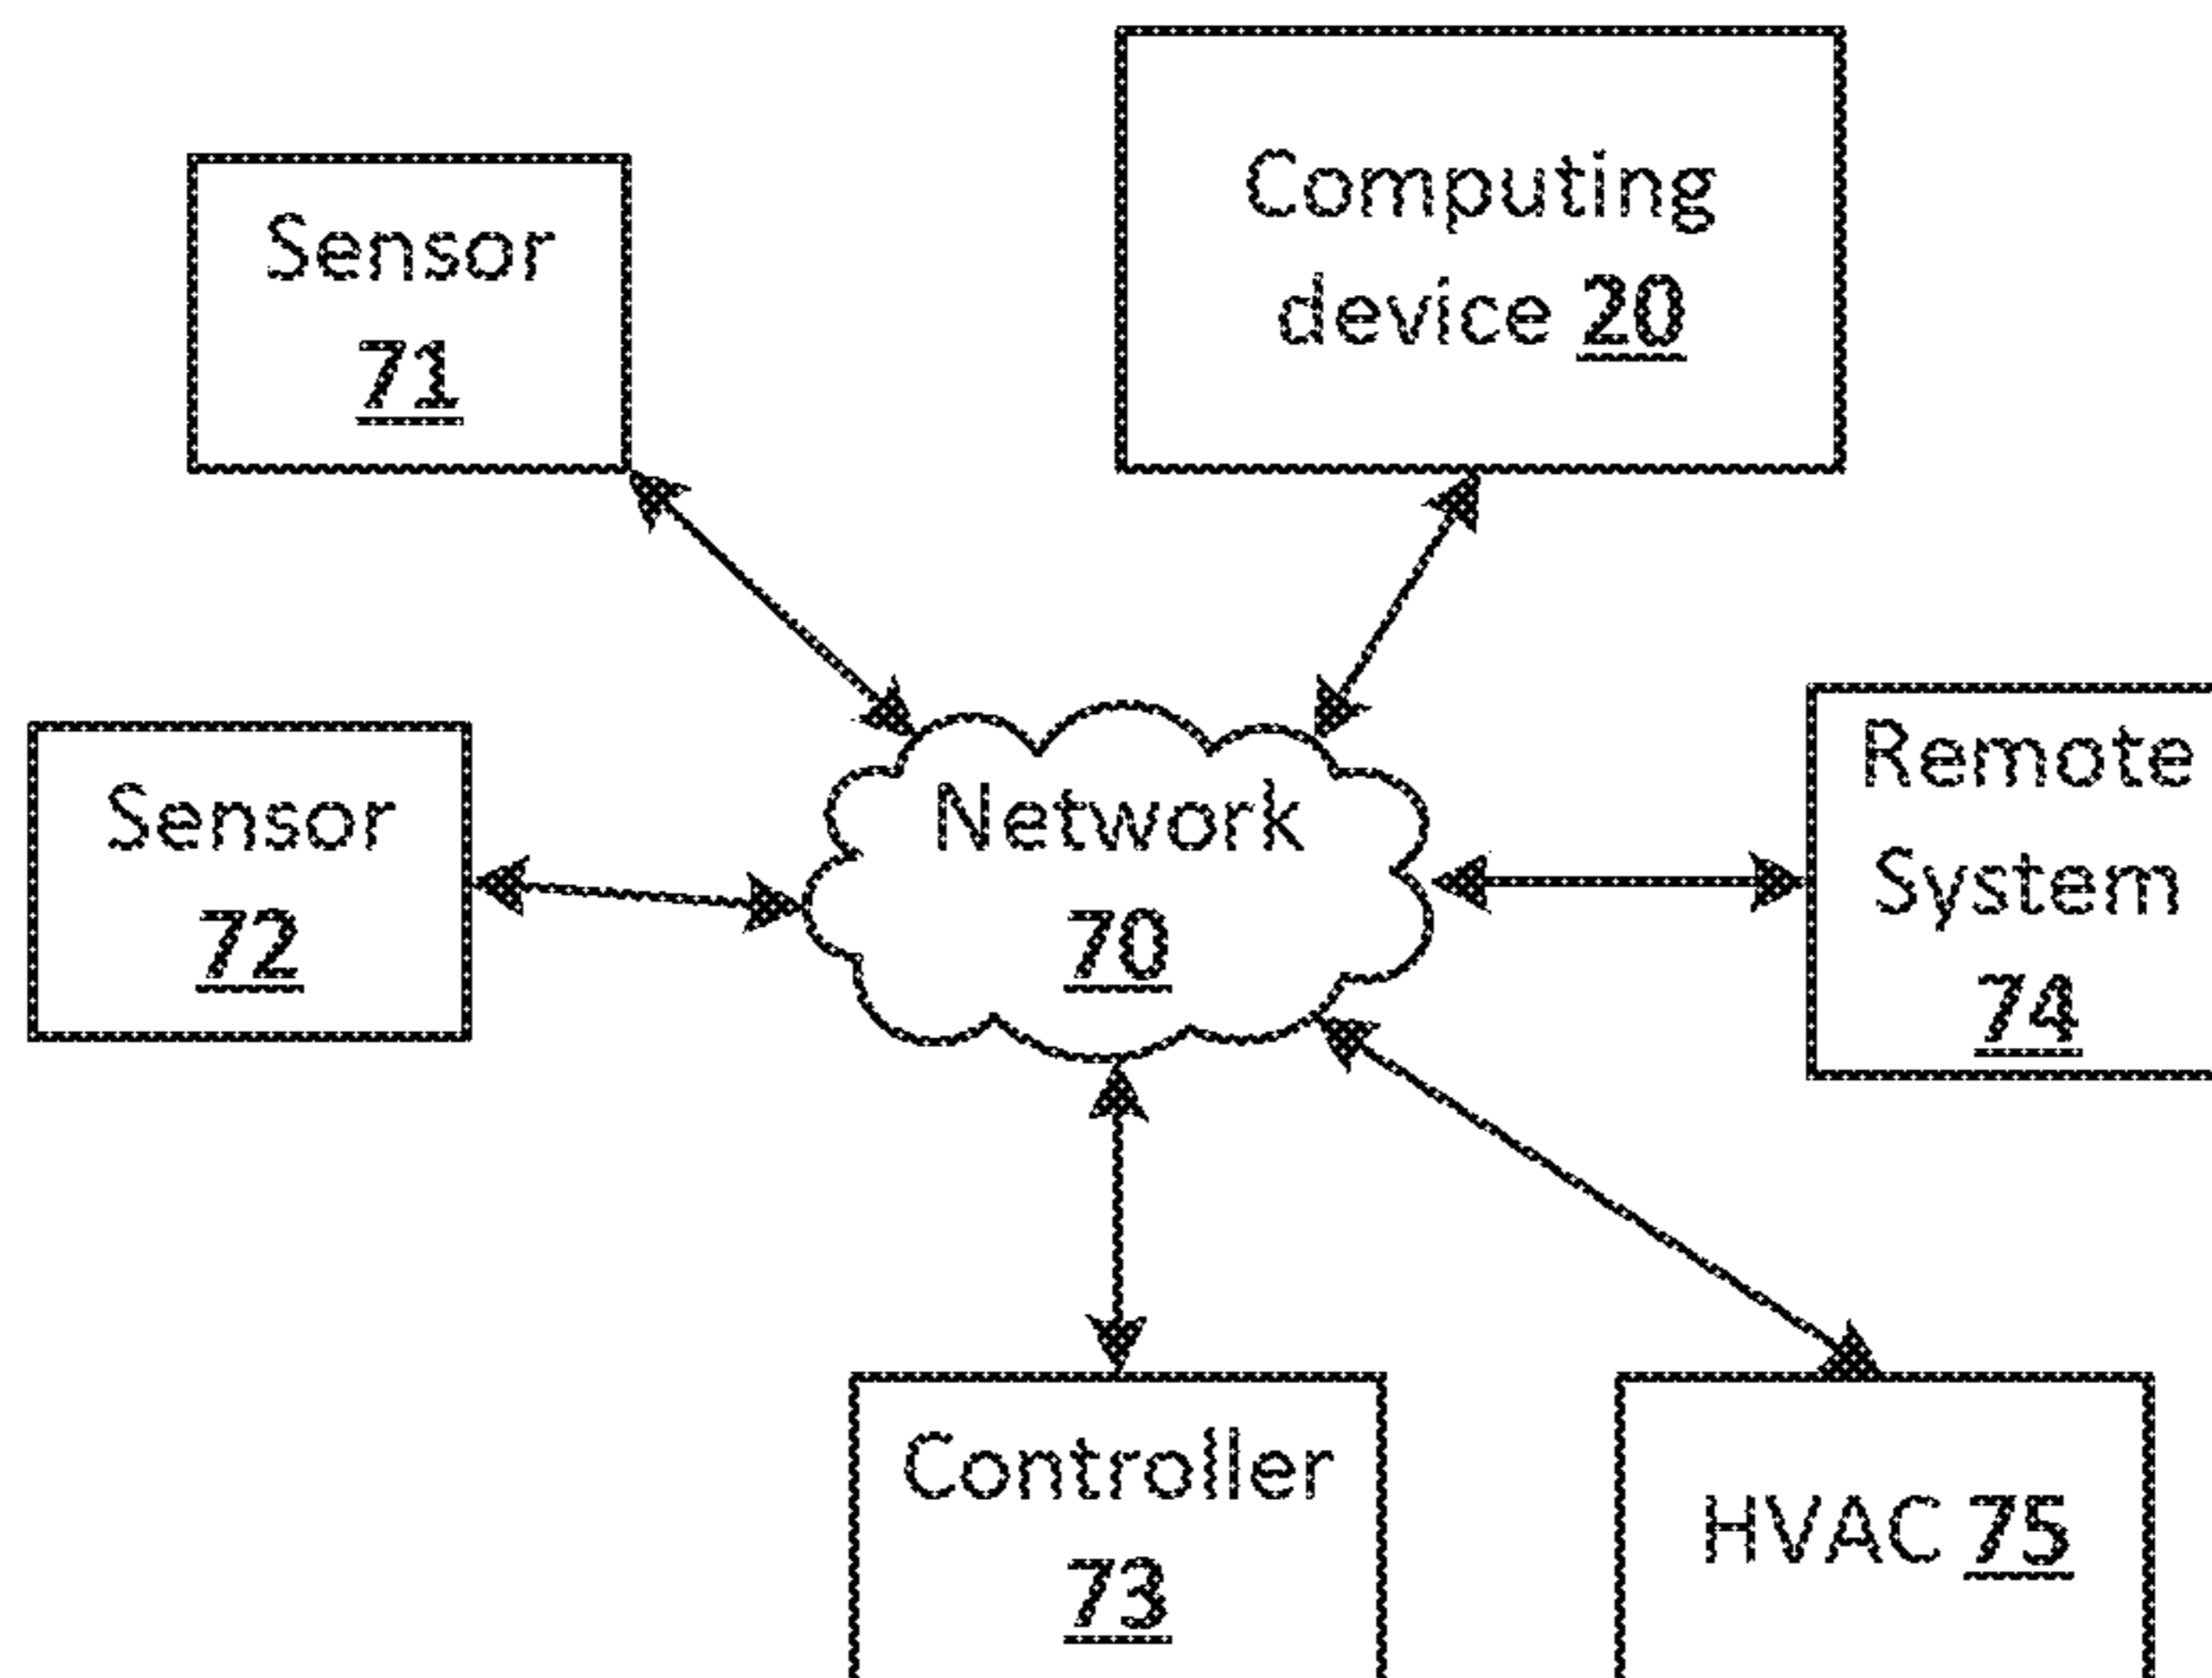 Computing
device 20
Sensor
71
Remote
System
74
Network
70
Sensor
72
Controller
73
HVAC 75